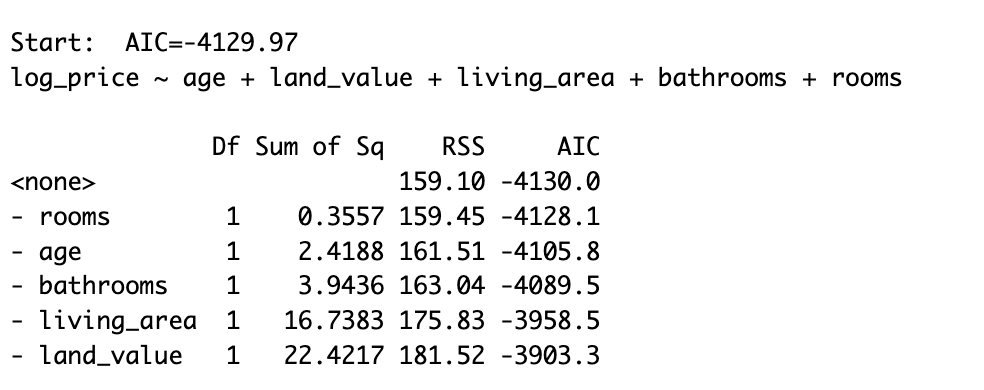 Start:  AIC=-4129.97
log_price ~ age + land_value + living_area + bathrooms + rooms
              Df Sum of Sq    RSS     AIC
<none>                     159.10 -4130.0
- rooms        1    0.3557 159.45 -4128.1
- age          1    2.4188 161.51 -4105.8
- bathrooms    1    3.9436 163.04 -4089.5
- living_area  1   16.7383 175.83 -3958.5
- land_value   1   22.4217 181.52 -3903.3